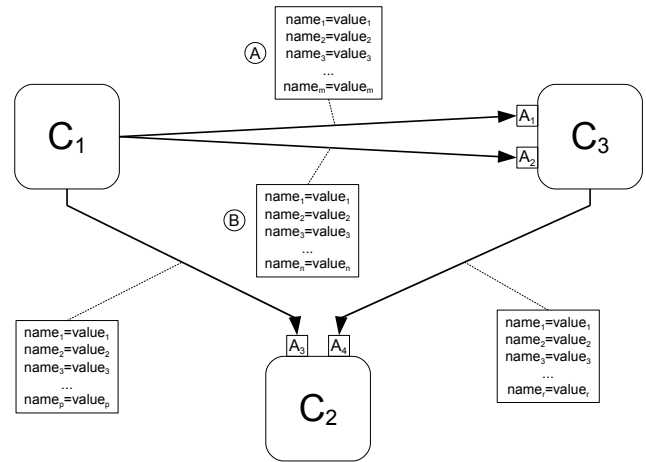 name₁=value₁
name₂=value₂
name₃=value₃
...
nameₘ=valueₘ
A
C₁
A₁
A₂
C₃
B
name₁=value₁
name₂=value₂
name₃=value₃
...
nameₙ=valueₙ
name₁=value₁
name₂=value₂
name₃=value₃
...
nameₚ=valueₚ
name₁=value₁
name₂=value₂
name₃=value₃
...
nameᵣ=valueᵣ
A₃
A₄
C₂